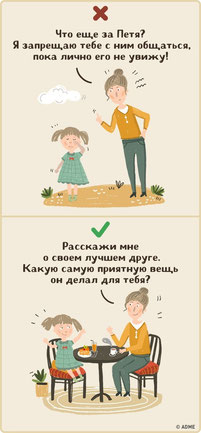 Что еще за Петя?
Я запрещаю тебе с ним общаться,
пока лично его не увижу!
Расскажи мне
о своем лучшем друге.
Какую самую приятную вещь
он делал для тебя?
© ADME